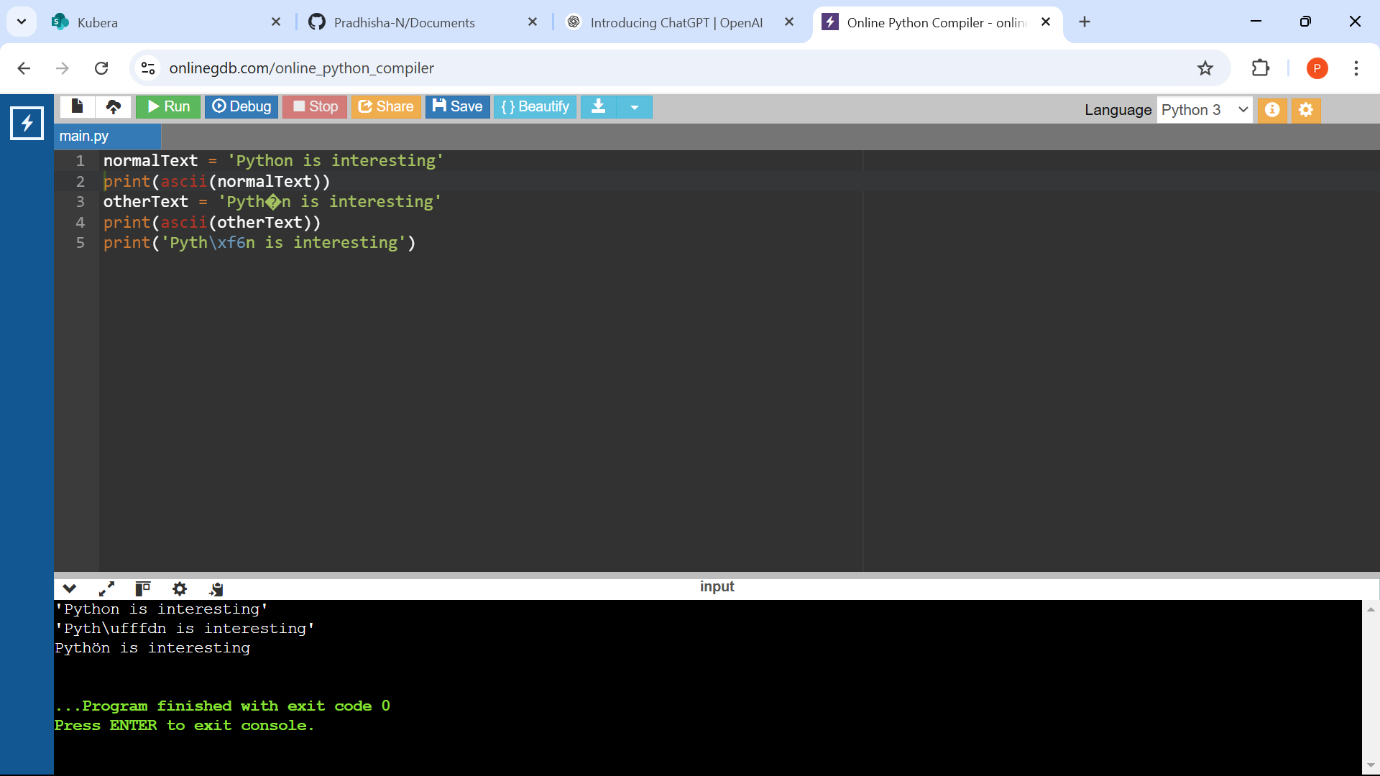 Kubera
Pradhisha-N/Documents
Introducing ChatGPT | OpenAI
Online Python Compiler - onlin
onlinegdb.com/online_python_compiler
P
Run Debug Stop Share Save { } Beautify
Language Python 3
main.py
1 normalText = 'Python is interesting'
2 print(ascii(normalText))
3 otherText = 'Pyth�n is interesting'
4 print(ascii(otherText))
5 print('Pyth\xf6n is interesting')
input
'Python is interesting'
'Pyth\ufffdn is interesting'
Pythön is interesting
...Program finished with exit code 0
Press ENTER to exit console.